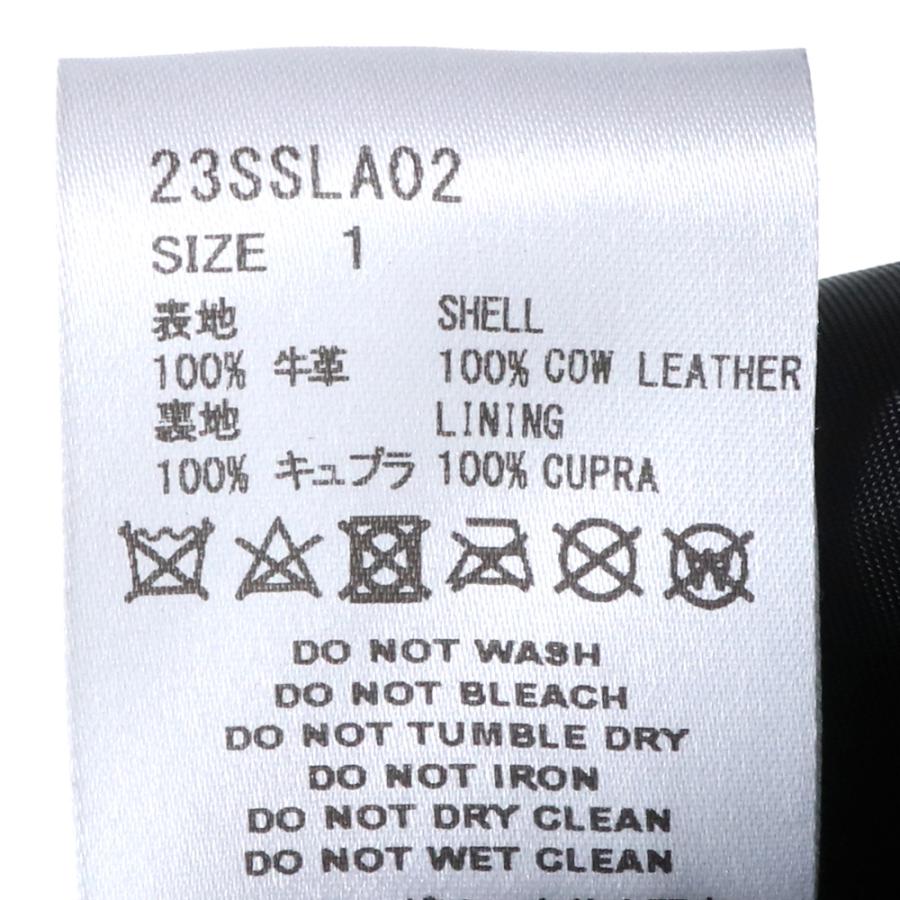 23SSLA02
SIZE 1
表地 SHELL
100% 牛革 100% COW LEATHER
裏地 LINING
100% キュプラ 100% CUPRA
DO NOT WASH
DO NOT BLEACH
DO NOT TUMBLE DRY
DO NOT IRON
DO NOT DRY CLEAN
DO NOT WET CLEAN